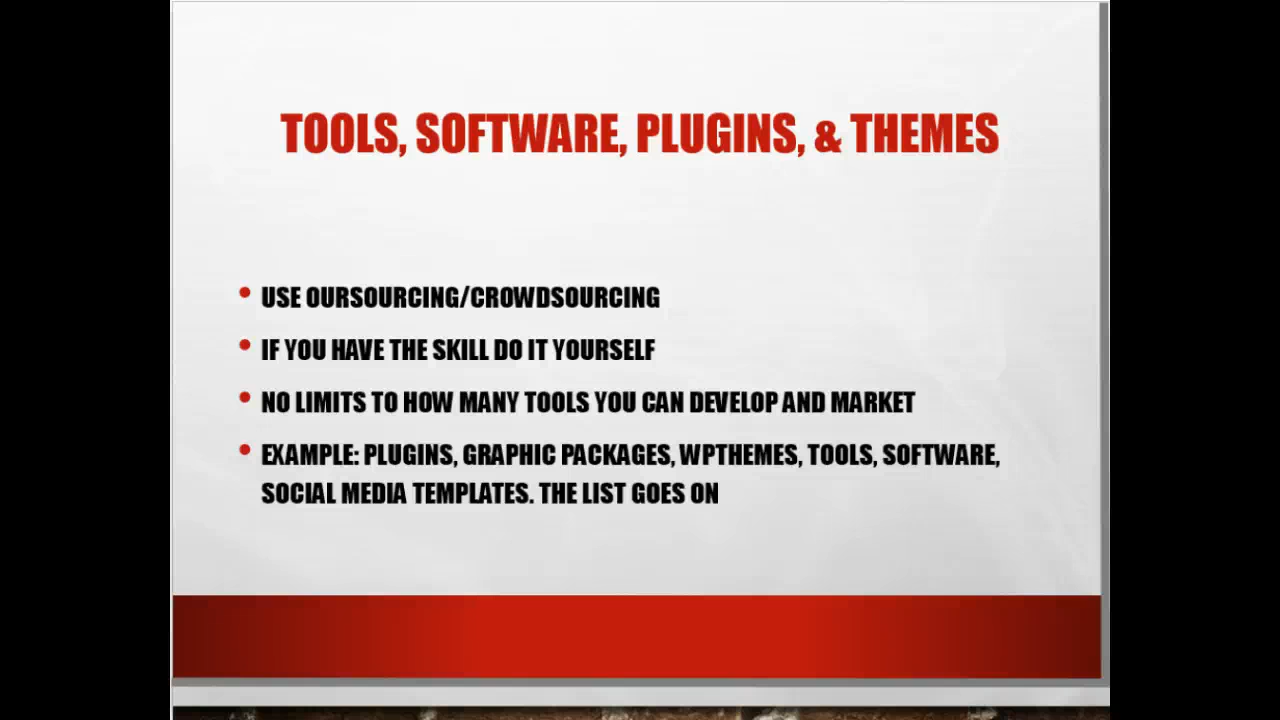 TOOLS, SOFTWARE, PLUGINS, & THEMES
• USE OURSOURCING/CROWDSOURCING
• IF YOU HAVE THE SKILL DO IT YOURSELF
• NO LIMITS TO HOW MANY TOOLS YOU CAN DEVELOP AND MARKET
• EXAMPLE: PLUGINS, GRAPHIC PACKAGES, WPTHEMES, TOOLS, SOFTWARE,
SOCIAL MEDIA TEMPLATES. THE LIST GOES ON